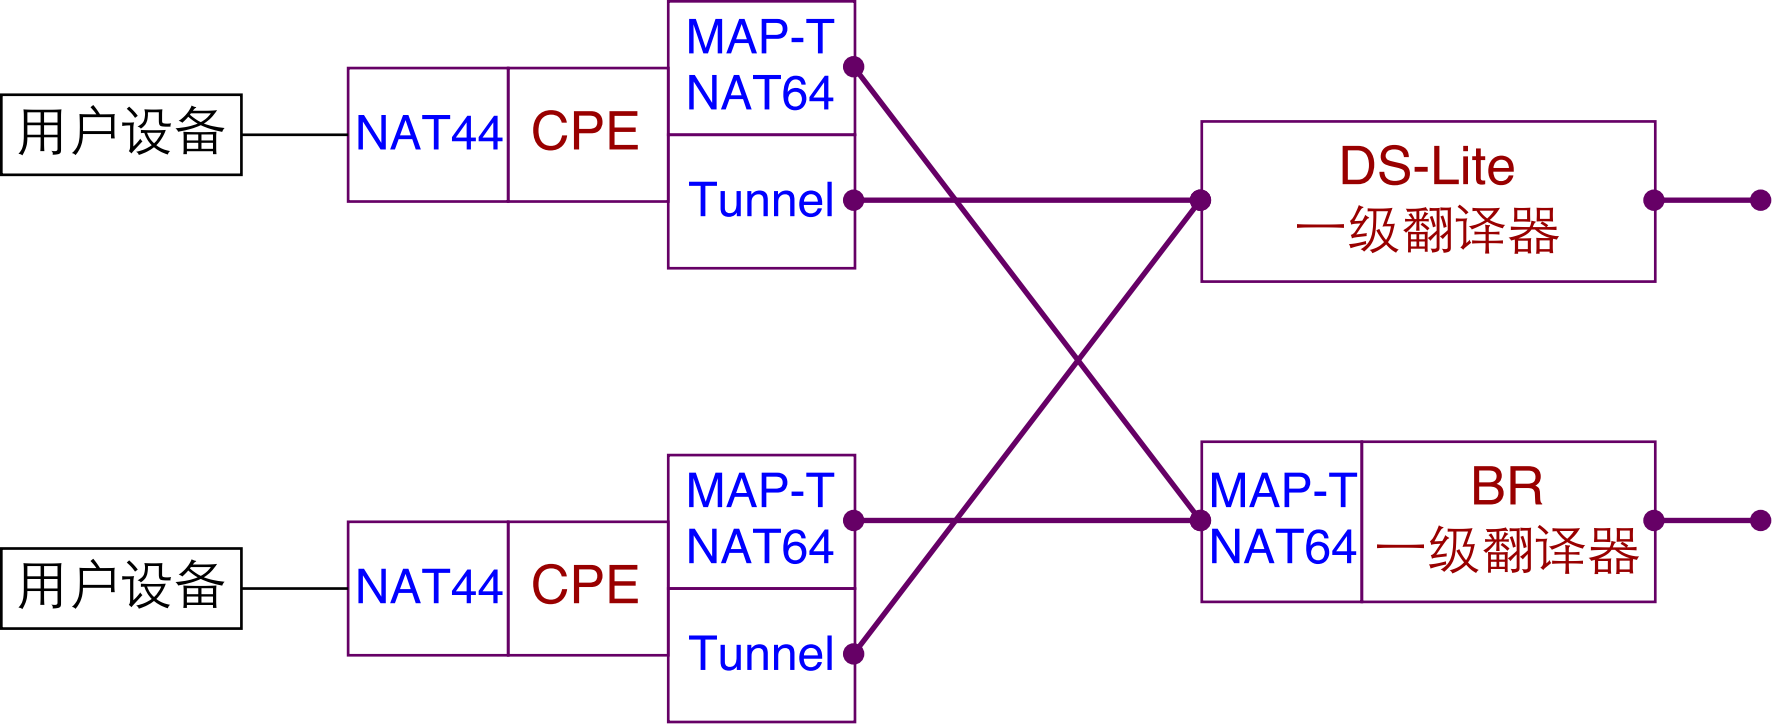 用户设备
NAT44
CPE
MAP-T
NAT64
Tunnel
DS-Lite
一级翻译器
用户设备
NAT44
CPE
MAP-T
NAT64
Tunnel
MAP-T
NAT64
BR
一级翻译器